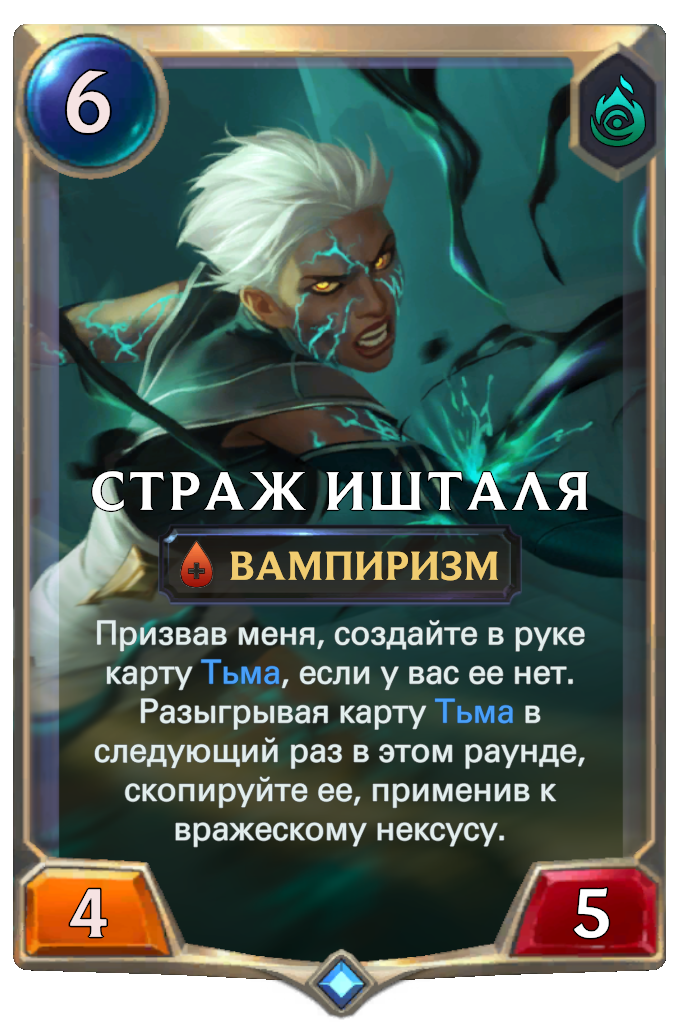 6
СТРАЖ ИШТАЛЯ
ВАМПИРИЗМ
Призвав меня, создайте в руке
карту Тьма, если у вас ее нет.
Разыгрывая карту Тьма в
следующий раз в этом раунде,
скопируйте ее, применив к
вражескому нексусу.
4
5